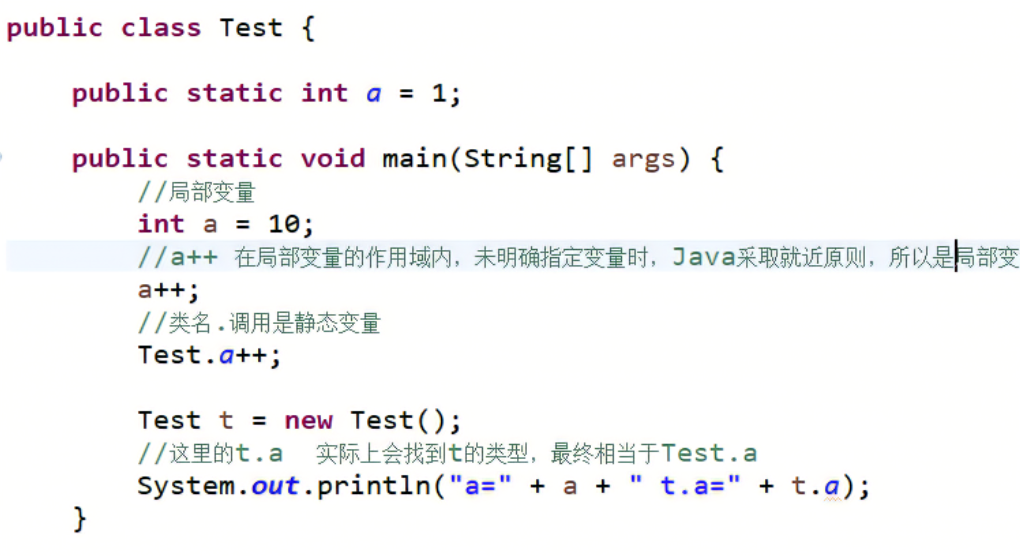 public class Test {
public static int a = 1;
public static void main(String[] args) {
//局部变量
int a = 10;
//a++ 在局部变量的作用域内，未明确指定变量时，Java采取就近原则，所以是局部变
a++;
//类名.调用是静态变量
Test.a++;
Test t = new Test();
//这里的t.a  实际上会找到t的类型，最终相当于Test.a
System.out.println("a=" + a + " t.a=" + t.a);
}